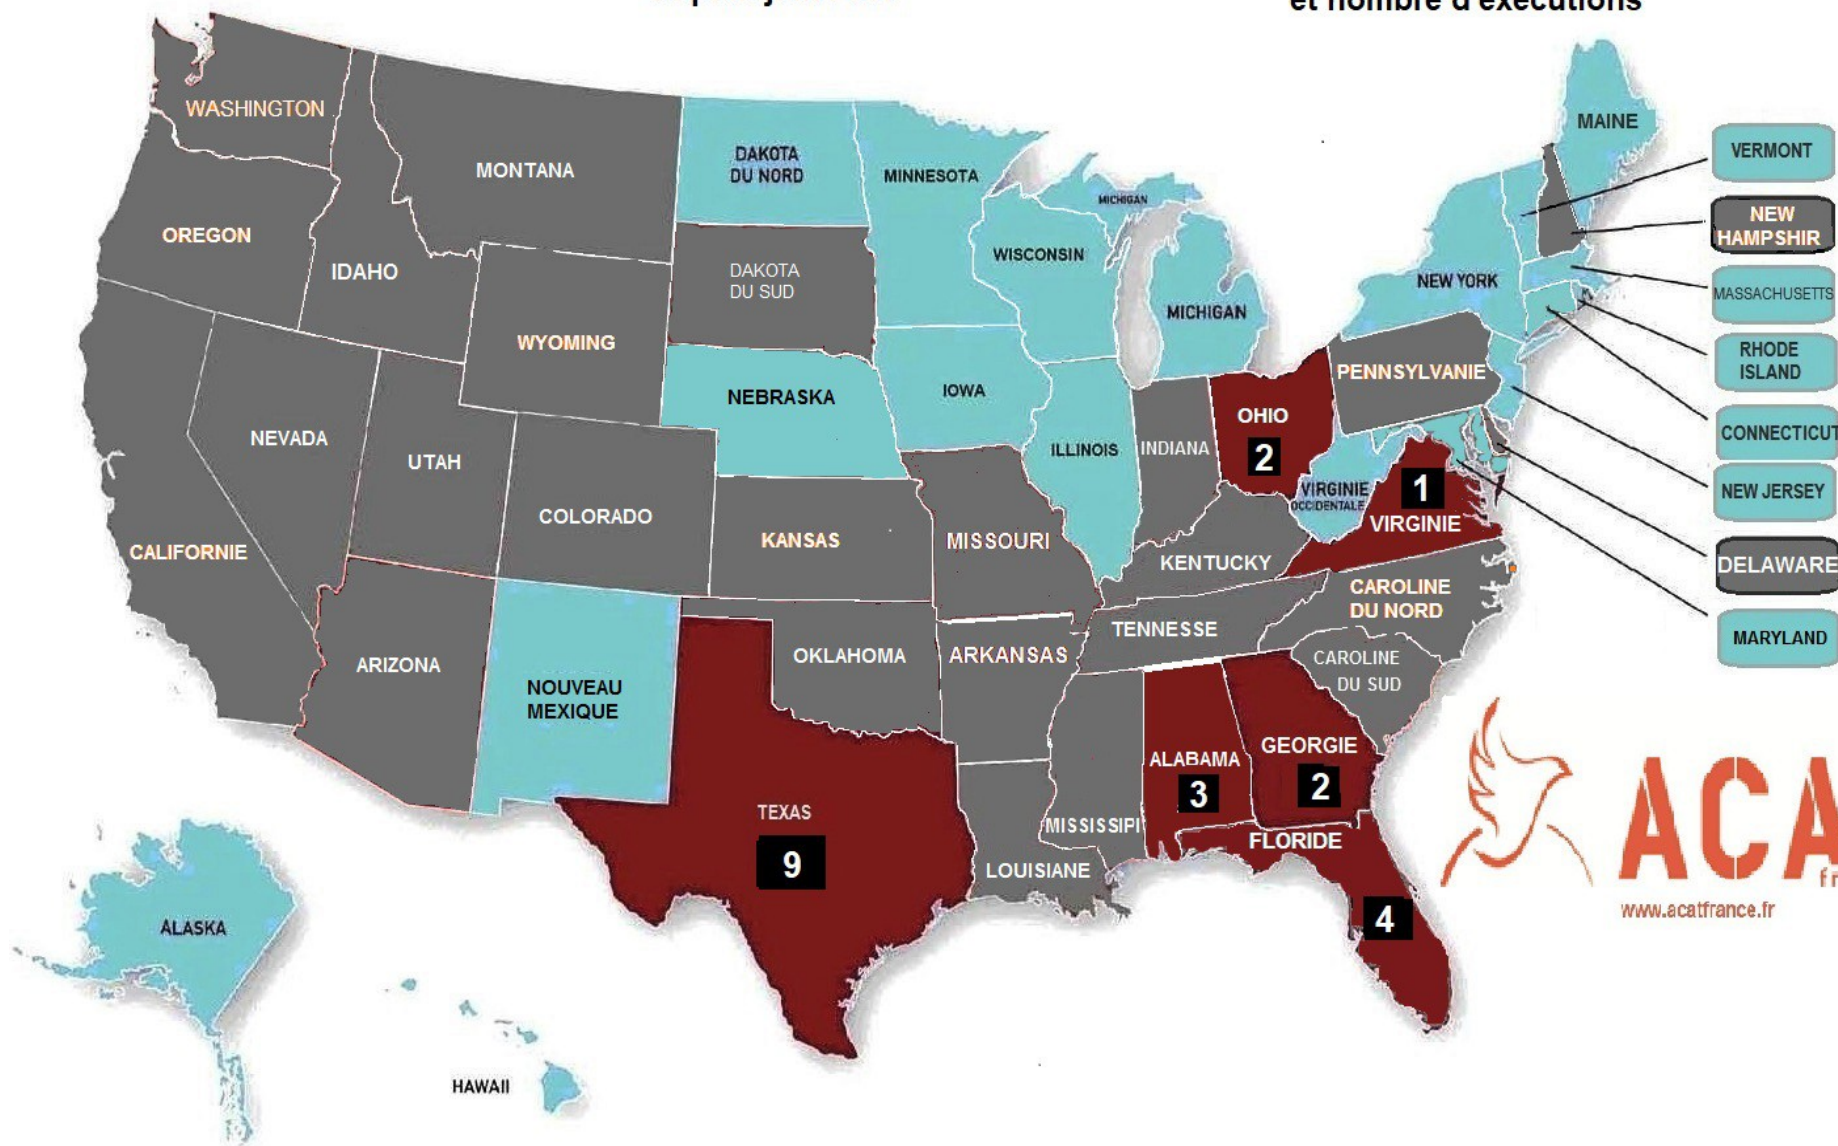 et nombre d'exécutions
WASHINGTON
MONTANA
DAKOTA
DU NORD
MINNESOTA
MICHIGAN
MAINE
VERMONT
OREGON
IDAHO
DAKOTA
DU SUD
WISCONSIN
MICHIGAN
NEW YORK
NEW
HAMPSHIR
MASSACHUSETTS
WYOMING
NEBRASKA
IOWA
PENNSYLVANIE
RHODE
ISLAND
NEVADA
UTAH
COLORADO
ILLINOIS
INDIANA
OHIO
2
VIRGINIE
OCCIDENTALE
1
VIRGINIE
CONNECTICUT
NEW JERSEY
CALIFORNIE
KANSAS
MISSOURI
KENTUCKY
CAROLINE
DU NORD
DELAWARE
MARYLAND
ARIZONA
NOUVEAU
MEXIQUE
OKLAHOMA
ARKANSAS
TENNESSE
CAROLINE
DU SUD
TEXAS
9
LOUISIANE
MISSISSIPI
ALABAMA
3
GEORGIE
2
FLORIDE
4
ACA
fr
www.acatfrance.fr
ALASKA
HAWAII